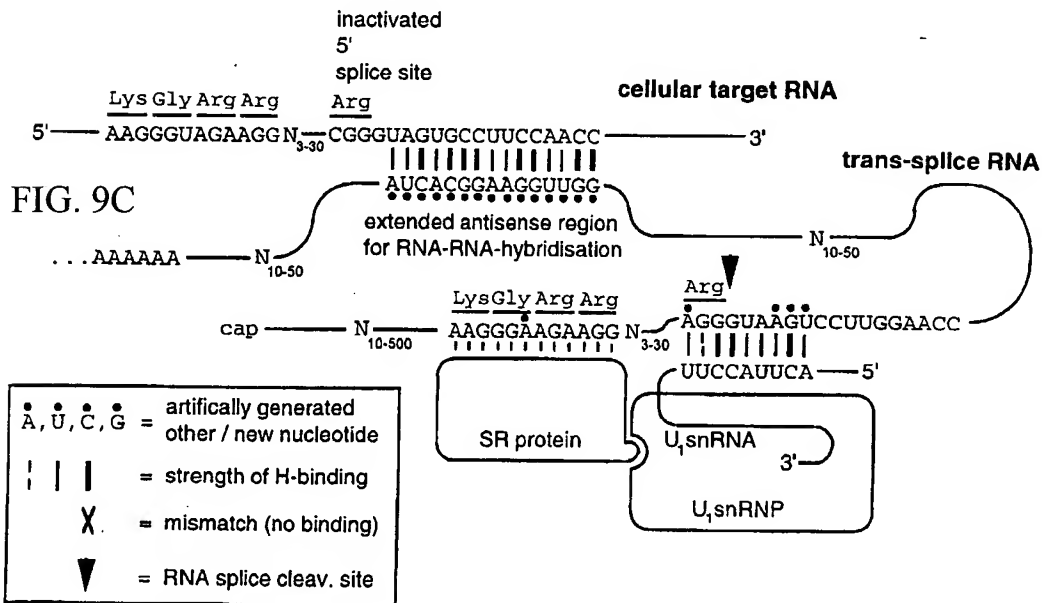 inactivated
5'
splice site
Lys Gly Arg Arg Arg
cellular target RNA
5' AAGGGUAGAAGG N3-30 CGGGUAGUGCCUUCCAACC 3'
trans-splice RNA
AUCACGGAAGGUUGG
FIG. 9C
extended antisense region
for RNA-RNA-hybridisation
N10-50
...AAAAAA N10-50
Arg
Lys Gly Arg Arg
cap N10-500 AAGGGAAGAAGG N3-30 AGGGUAAGUCCUUGGAACC
UUCCAUUCA 5'
A, U, C, G = artifically generated
other / new nucleotide
SR protein
U1snRNA
3'
= strength of H-binding
U1snRNP
X = mismatch (no binding)
= RNA splice cleav. site